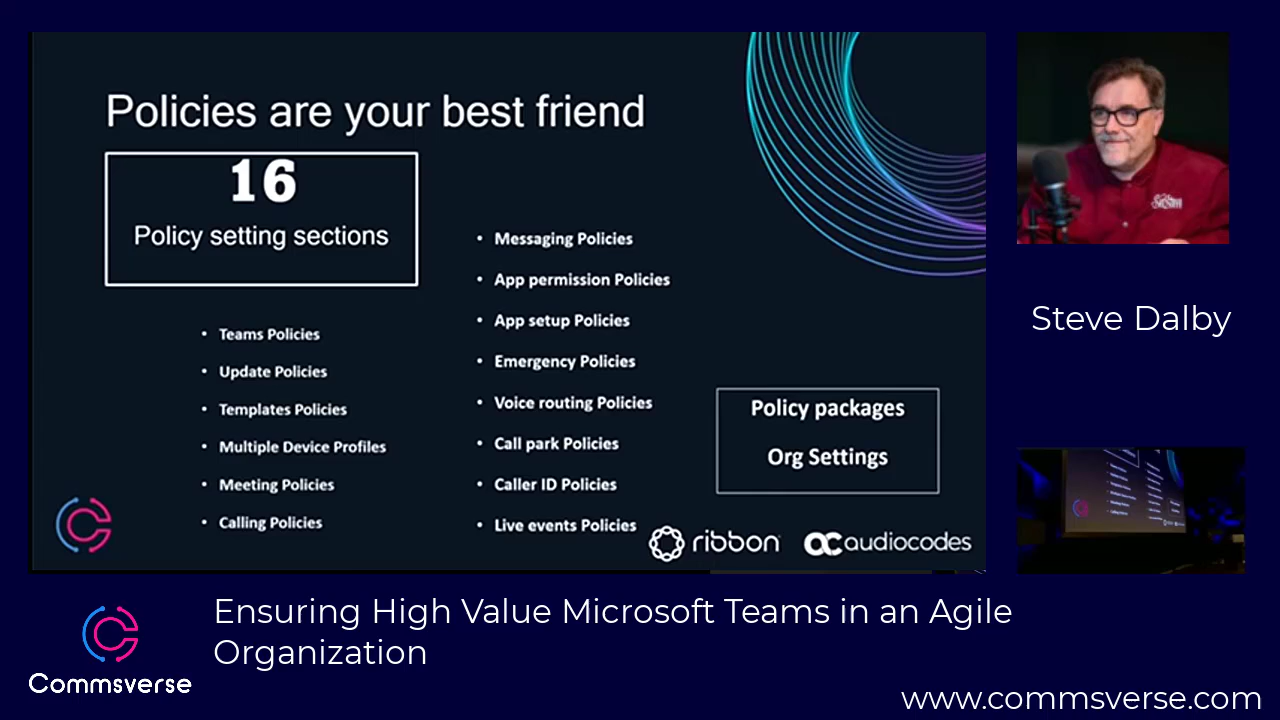 Policies are your best friend
16
Policy setting sections
• Teams Policies
• Update Policies
• Templates Policies
• Multiple Device Profiles
• Meeting Policies
• Calling Policies
• Messaging Policies
• App permission Policies
• App setup Policies
• Emergency Policies
• Voice routing Policies
• Call park Policies
• Caller ID Policies
• Live events Policies
Policy packages
Org Settings
ribbon
audiocodes
Steve Dalby
Ensuring High Value Microsoft Teams in an Agile
Organization
Commsverse
www.commsverse.com